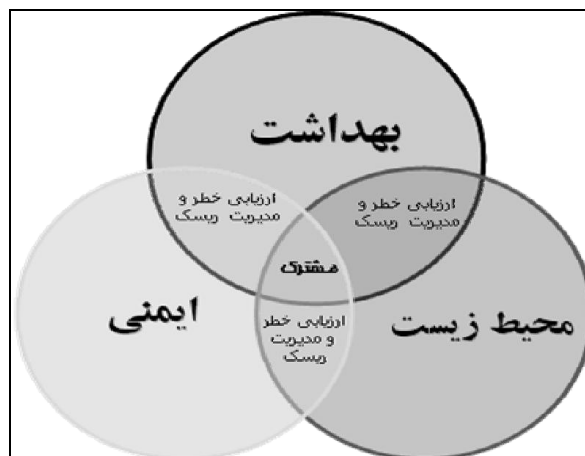 بهداشت
ارزیابی خطر و
مدیریت ریسک
ارزیابی خطر و
مدیریت ریسک
مشترک
ایمنی
ارزیابی خطر
و مدیریت
ریسک
محیط زیست